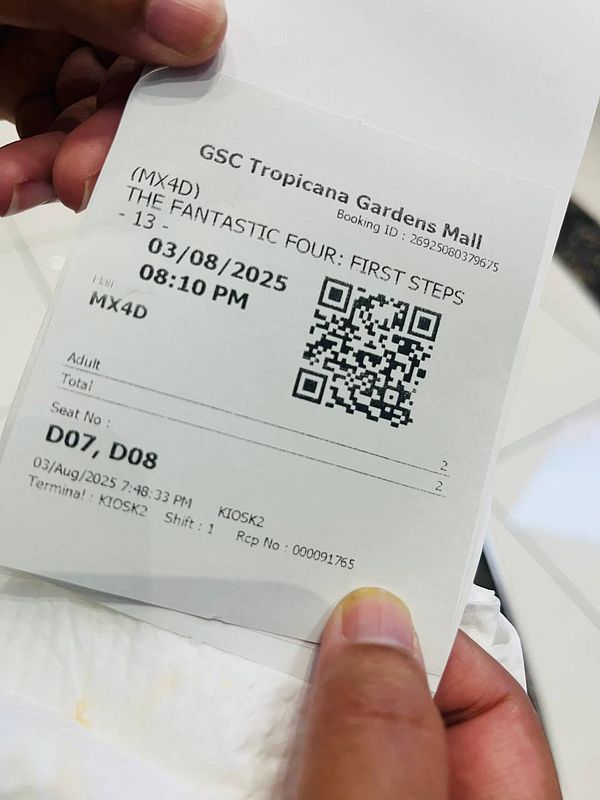 GSC Tropicana Gardens Mall
Booking ID : 26925080379675
(MX4D)
THE FANTASTIC FOUR: FIRST STEPS
- 13 -
03/08/2025
08:10 PM
Hall
MX4D
Adult 2
Total 2
Seat No :
D07, D08
03/Aug/2025 7:48:33 PM KIOSK2
Terminal : KIOSK2 Shift : 1 Rcp No : 000091765